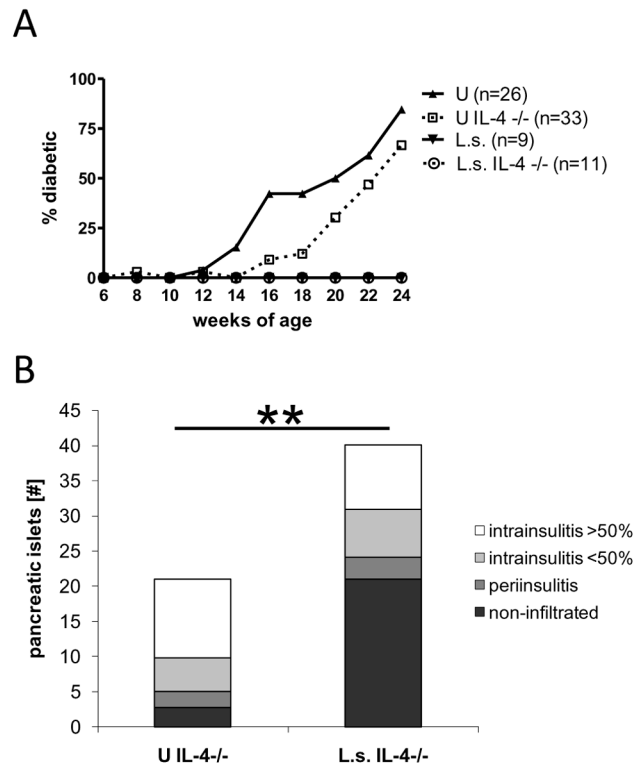 A
100
75
50
25
0
% diabetic
6 8 10 12 14 16 18 20 22 24
weeks of age
U (n=26)
U IL-4 -/- (n=33)
L.s. (n=9)
L.s. IL-4 -/- (n=11)
B
45
40
35
30
25
20
15
10
5
0
pancreatic islets [#]
**
U IL-4-/- L.s. IL-4-/-
intrainsulitis >50%
intrainsulitis <50%
periinsulitis
non-infiltrated